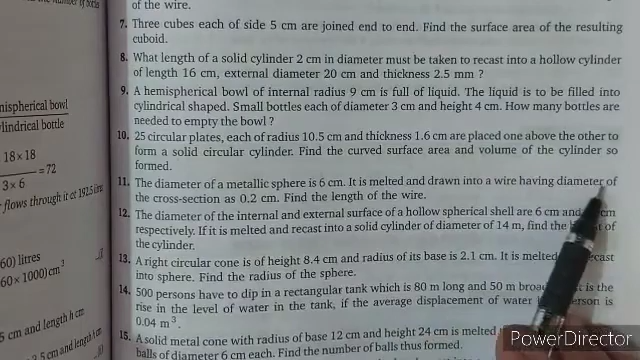 of the wire.
7. Three cubes each of side 5 cm are joined end to end. Find the surface area of the resulting
cuboid.
8. What length of a solid cylinder 2 cm in diameter must be taken to recast into a hollow cylinder
of length 16 cm, external diameter 20 cm and thickness 2.5 mm ?
9. A hemispherical bowl of internal radius 9 cm is full of liquid. The liquid is to be filled into
cylindrical shaped. Small bottles each of diameter 3 cm and height 4 cm. How many bottles are
needed to empty the bowl ?
10. 25 circular plates, each of radius 10.5 cm and thickness 1.6 cm are placed one above the other to
form a solid circular cylinder. Find the curved surface area and volume of the cylinder so
formed.
11. The diameter of a metallic sphere is 6 cm. It is melted and drawn into a wire having diameter of
the cross-section as 0.2 cm. Find the length of the wire.
12. The diameter of the internal and external surface of a hollow spherical shell are 6 cm and cm
respectively. If it is melted and recast into a solid cylinder of diameter of 14 m, find the of
the cylinder.
13. A right circular cone is of height 8.4 cm and radius of its base is 2.1 cm. It is melted recast
into sphere. Find the radius of the sphere.
14. 500 persons have to dip in a rectangular tank which is 80 m long and 50 m is the
rise in the level of water in the tank, if the average displacement of water is
0.04 m³.
15. A solid metal cone with radius of base 12 cm and height 24 cm is melted
balls of diameter 6 cm each. Find the number of balls thus formed.
hemispherical bowl
cylindrical bottle
18 × 18
3 × 6
= 72
flows through it at 192.5
60) litres
60 × 1000) cm³
5 cm and length h cm
3.5 cm and length
PowerDirector